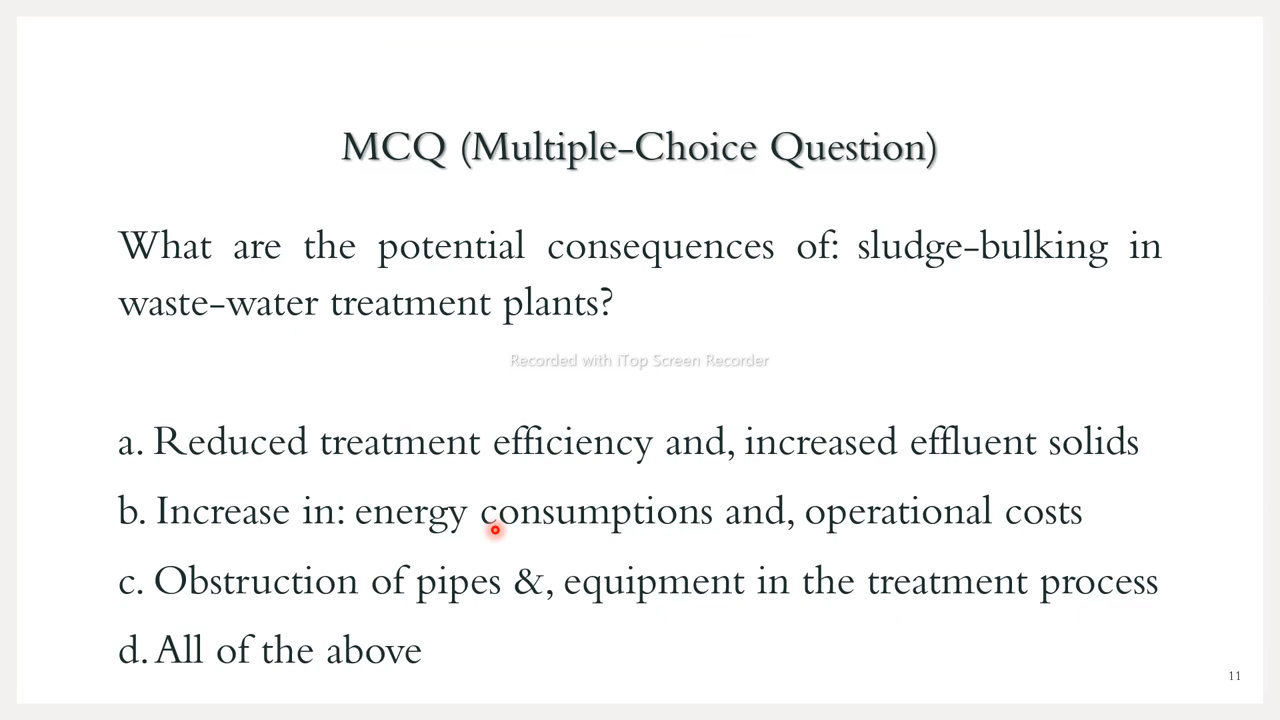 MCQ (Multiple-Choice Question)
What are the potential consequences of: sludge-bulking in
waste-water treatment plants?
Recorded with iTop Screen Recorder
a. Reduced treatment efficiency and, increased effluent solids
b. Increase in: energy consumptions and, operational costs
c. Obstruction of pipes &, equipment in the treatment process
d. All of the above
11